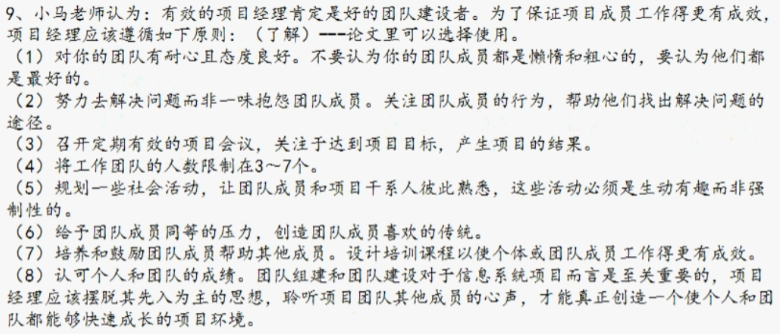 9、小马老师认为：有效的项目经理肯定是好的团队建设者。为了保证项目成员工作得更有成效，
项目经理应该遵循如下原则：（了解）---论文里可以选择使用。
（1）对你的团队有耐心且态度良好。不要认为你的团队成员都是懒惰和粗心的，要认为他们都
是最好的。
（2）努力去解决问题而非一味抱怨团队成员。关注团队成员的行为，帮助他们找出解决问题的
途径。
（3）召开定期有效的项目会议，关注于达到项目目标，产生项目的结果。
（4）将工作团队的人数限制在3～7个。
（5）规划一些社会活动，让团队成员和项目干系人彼此熟悉，这些活动必须是生动有趣而非强
制性的。
（6）给予团队成员同等的压力，创造团队成员喜欢的传统。
（7）培养和鼓励团队成员帮助其他成员。设计培训课程以使个体或团队成员工作得更有成效。
（8）认可个人和团队的成绩。团队组建和团队建设对于信息系统项目而言是至关重要的，项目
经理应该摆脱其先入为主的思想，聆听项目团队其他成员的心声，才能真正创造一个使个人和团
队都能够快速成长的项目环境。